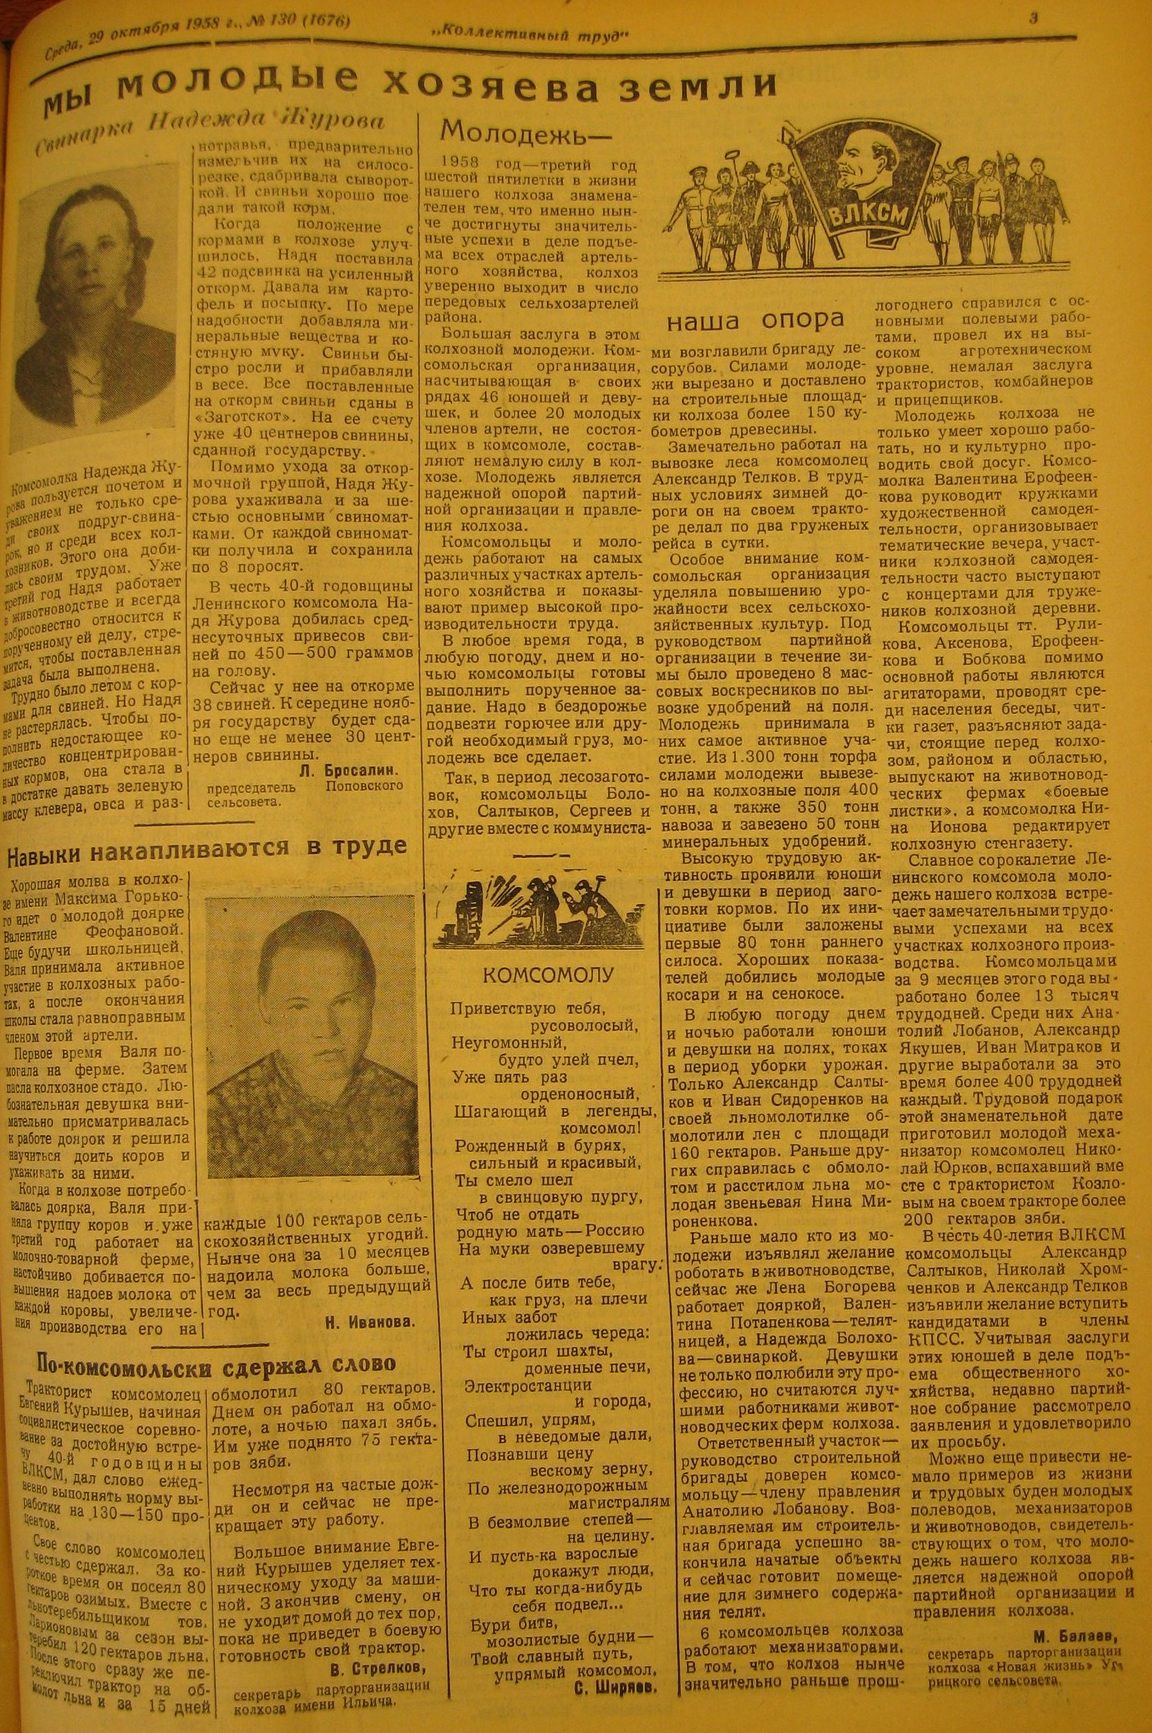 Среда, 29 октября 1958 г., № 130 (1676)
„Коллективный труд“
3
МЫ МОЛОДЫЕ ХОЗЯЕВА ЗЕМЛИ
Свинарка Надежда Журова
Комсомолка Надежда Жу-
рова пользуется почетом и
уважением не только сре-
ди своих подруг-свина-
рок, но и среди всех кол-
хозников. Этого она доби-
лась своим трудом. Уже
третий год Надя работает
в животноводстве и всегда
добросовестно относится к
порученному ей делу, стре-
мится, чтобы поставленная
задача была выполнена.
Трудно было летом с кор-
мами для свиней. Но Надя
не растерялась. Чтобы по-
полнить недостающее ко-
личество концентрирован-
ных кормов, она стала в
в достатке давать зеленую
массу клевера, овса и раз-
нотравья, предварительно
измельчив их на силосо-
резке, сдабривала сыворот-
кой. И свиньи хорошо пое
дали такой корм.
Когда положение с
кормами в колхозе улуч-
шилось, Надя поставила
42 подсвинка на усиленный
откорм. Давала им карто-
фель и посыпку. По мере
надобности добавляла ми-
неральные вещества и ко-
стяную муку. Свиньи бы-
стро росли и прибавляли
в весе. Все поставленные
на откорм свиньи сданы в
«Заготскот». На ее счету
уже 40 центнеров свинины,
сданной государству.
Помимо ухода за откор-
мочной группой, Надя Жу-
рова ухаживала и за ше-
стью основными свиномат-
ками. От каждой свиномат-
ки получила и сохранила
по 8 поросят.
В честь 40-й годовщины
Ленинского комсомола На-
дя Журова добилась сред-
несуточных привесов сви-
ней по 450—500 граммов
на голову.
Сейчас у нее на откорме
38 свиней. К середине нояб-
ря государству будет сда-
но еще не менее 30 цент-
неров свинины.
Л. Бросалин.
председатель Поповского
сельсовета.
Навыки накапливаются в труде
Хорошая молва в колхо-
зе имени Максима Горько-
го идет о молодой доярке
Валентине Феофановой.
Еще будучи школьницей,
Валя принимала активное
участие в колхозных рабо-
тах, а после окончания
школы стала равноправным
членом этой артели.
Первое время Валя по-
могала на ферме. Затем
пасла колхозное стадо. Лю-
бознательная девушка вни-
мательно присматривалась
к работе доярок и решила
научиться доить коров и
ухаживать за ними.
Когда в колхозе потребо-
валась доярка, Валя при-
няла группу коров и уже
третий год работает на
молочно-товарной ферме,
настойчиво добивается по-
вышения надоев молока от
каждой коровы, увеличе-
ния производства его на
каждые 100 гектаров сель-
скохозяйственных угодий.
Нынче она за 10 месяцев
надоила молока больше,
чем за весь предыдущий
год.
Н. Иванова.
По-комсомольски сдержал слово
Тракторист комсомолец
Евгений Курышев, начиная
социалистическое соревно-
вание за достойную встре-
чу 40-й годовщины
ВЛКСМ, дал слово ежед-
невно выполнять норму вы-
работки на 130—150 про-
центов.
Свое слово комсомолец
с честью сдержал. За ко-
роткое время он посеял 80
гектаров озимых. Вместе с
льнотеребильщиком тов.
Ларионовым за сезон вы-
теребил 120 гектаров льна.
После этого сразу же пе-
реключил трактор на об-
молот льна и за 15 дней
обмолотил 80 гектаров.
Днем он работал на обмо-
лоте, а ночью пахал зябь.
Им уже поднято 75 гекта-
ров зяби.
Несмотря на частые дож-
ди он и сейчас не пре-
кращает эту работу.
Большое внимание Евге-
ний Курышев уделяет тех-
ническому уходу за маши-
ной. Закончив смену, он
не уходит домой до тех пор,
пока не приведет в боевую
готовность свой трактор.
В. Стрелков,
секретарь парторганизации
колхоза имени Ильича.
Молодежь—
наша опора
ВЛКСМ
1958 год—третий год
шестой пятилетки в жизни
нашего колхоза знамена-
телен тем, что именно нын-
че достигнуты значитель-
ные успехи в деле подъе-
ма всех отраслей артель-
ного хозяйства, колхоз
уверенно выходит в число
передовых сельхозартелей
района.
Большая заслуга в этом
колхозной молодежи. Ком-
сомольская организация,
насчитывающая в своих
рядах 46 юношей и деву-
шек, и более 20 молодых
членов артели, не состоя-
щих в комсомоле, состав-
ляют немалую силу в кол-
хозе. Молодежь является
надежной опорой партий-
ной организации и правле-
ния колхоза.
Комсомольцы и моло-
дежь работают на самых
различных участках артель-
ного хозяйства и показы-
вают пример высокой про-
изводительности труда.
В любое время года, в
любую погоду, днем и но-
чью комсомольцы готовы
выполнить порученное за-
дание. Надо в бездорожье
подвезти горючее или дру-
гой необходимый груз, мо-
лодежь все сделает.
Так, в период лесозагото-
вок, комсомольцы Боло-
хов, Салтыков, Сергеев и
другие вместе с коммуниста-
ми возглавили бригаду ле-
сорубов. Силами молоде-
жи вырезано и доставлено
на строительные площад-
ки колхоза более 150 ку-
бометров древесины.
Замечательно работал на
вывозке леса комсомолец
Александр Телков. В труд-
ных условиях зимней до-
роги он на своем тракто-
ре делал по два груженых
рейса в сутки.
Особое внимание ком-
сомольская организация
уделяла повышению уро-
жайности всех сельскохо-
зяйственных культур. Под
руководством партийной
организации в течение зи-
мы было проведено 8 мас-
совых воскресников по вы-
возке удобрений на поля.
Молодежь принимала в
них самое активное уча-
стие. Из 1.300 тонн торфа
силами молодежи вывезе-
но на колхозные поля 400
тонн, а также 350 тонн
навоза и завезено 50 тонн
минеральных удобрений.
Высокую трудовую ак-
тивность проявили юноши
и девушки в период заго-
товки кормов. По их ини-
циативе были заложены
первые 80 тонн раннего
силоса. Хороших показа-
телей добились молодые
косари и на сенокосе.
В любую погоду днем
и ночью работали юноши
и девушки на полях, токах
в период уборки урожая.
Только Александр Салты-
ков и Иван Сидоренков на
своей льномолотилке об-
молотили лен с площади
160 гектаров. Раньше дру-
гих справилась с обмоло-
том и расстилом льна мо-
лодая звеньевая Нина Ми-
роненкова.
Раньше мало кто из мо-
лодежи изъявлял желание
роботать в животноводстве,
сейчас же Лена Богорева
работает дояркой, Вален-
тина Потапенкова—телят-
ницей, а Надежда Болохо-
ва—свинаркой. Девушки
не только полюбили эту про-
фессию, но считаются луч-
шими работниками живот-
новодческих ферм колхоза.
Ответственный участок—
руководство строительной
бригады доверен комсо-
мольцу—члену правления
Анатолию Лобанову. Воз-
главляемая им строитель-
ная бригада успешно за-
кончила начатые объекты
и сейчас готовит помеще-
ние для зимнего содержа-
ния телят.
6 комсомольцев колхоза
работают механизаторами.
В том, что колхоз нынче
значительно раньше прош-
логоднего справился с ос-
новными полевыми рабо-
тами, провел их на вы-
соком агротехническом
уровне, немалая заслуга
трактористов, комбайнеров
и прицепщиков.
Молодежь колхоза не
только умеет хорошо рабо-
тать, но и культурно про-
водить свой досуг. Комсо-
молка Валентина Ерофеен-
кова руководит кружками
художественной самодея-
тельности, организовывает
тематические вечера, участ-
ники колхозной самодея-
тельности часто выступают
с концертами для труже-
ников колхозной деревни.
Комсомольцы тт. Рули-
кова, Аксенова, Ерофеен-
кова и Бобкова помимо
основной работы являются
агитаторами, проводят сре-
ди населения беседы, чит-
ки газет, разъясняют зада-
чи, стоящие перед колхо-
зом, районом и областью,
выпускают на животновод-
ческих фермах «боевые
листки», а комсомолка Ни-
на Ионова редактирует
колхозную стенгазету.
Славное сорокалетие Ле-
нинского комсомола моло-
дежь нашего колхоза встре-
чает замечательными трудо-
выми успехами на всех
участках колхозного произ-
водства. Комсомольцами
за 9 месяцев этого года вы-
работано более 13 тысяч
трудодней. Среди них Ана-
толий Лобанов, Александр
Якушев, Иван Митраков и
другие выработали за это
время более 400 трудодней
каждый. Трудовой подарок
этой знаменательной дате
приготовил молодой меха-
низатор комсомолец Нико-
лай Юрков, вспахавший вме
сте с трактористом Козло-
вым на своем тракторе более
200 гектаров зяби.
В честь 40-летия ВЛКСМ
комсомольцы Александр
Салтыков, Николай Хром-
ченков и Александр Телков
изъявили желание вступить
кандидатами в члены
КПСС. Учитывая заслуги
этих юношей в деле подъ-
ема общественного хо-
хяйства, недавно партий-
ное собрание рассмотрело
заявления и удовлетворило
их просьбу.
Можно еще привести не-
мало примеров из жизни
и трудовых буден молодых
полеводов, механизаторов
и животноводов, свидетель-
ствующих о том, что моло-
дежь нашего колхоза яв-
ляется надежной опорой
партийной организации и
правления колхоза.
М. Балаев,
секретарь парторганизации
колхоза «Новая жизнь»
рицкого сельсовета.
КОМСОМОЛУ
Приветствую тебя,
русоволосый,
Неугомонный,
будто улей пчел,
Уже пять раз
орденоносный,
Шагающий в легенды,
комсомол!
Рожденный в бурях,
сильный и красивый,
Ты смело шел
в свинцовую пургу,
Чтоб не отдать
родную мать—Россию
На муки озверевшему
врагу.
А после битв тебе,
как груз, на плечи
Иных забот
ложилась череда:
Ты строил шахты,
доменные печи,
Электростанции
и города,
Спешил, упрям,
в неведомые дали,
Познавши цену
вескому зерну,
По железнодорожным
магистралям
В безмолвие степей—
на целину.
И пусть-ка взрослые
докажут люди,
Что ты когда-нибудь
себя подвел...
Бури битв,
мозолистые будни—
Твой славный путь,
упрямый комсомол.
С. Ширяев.